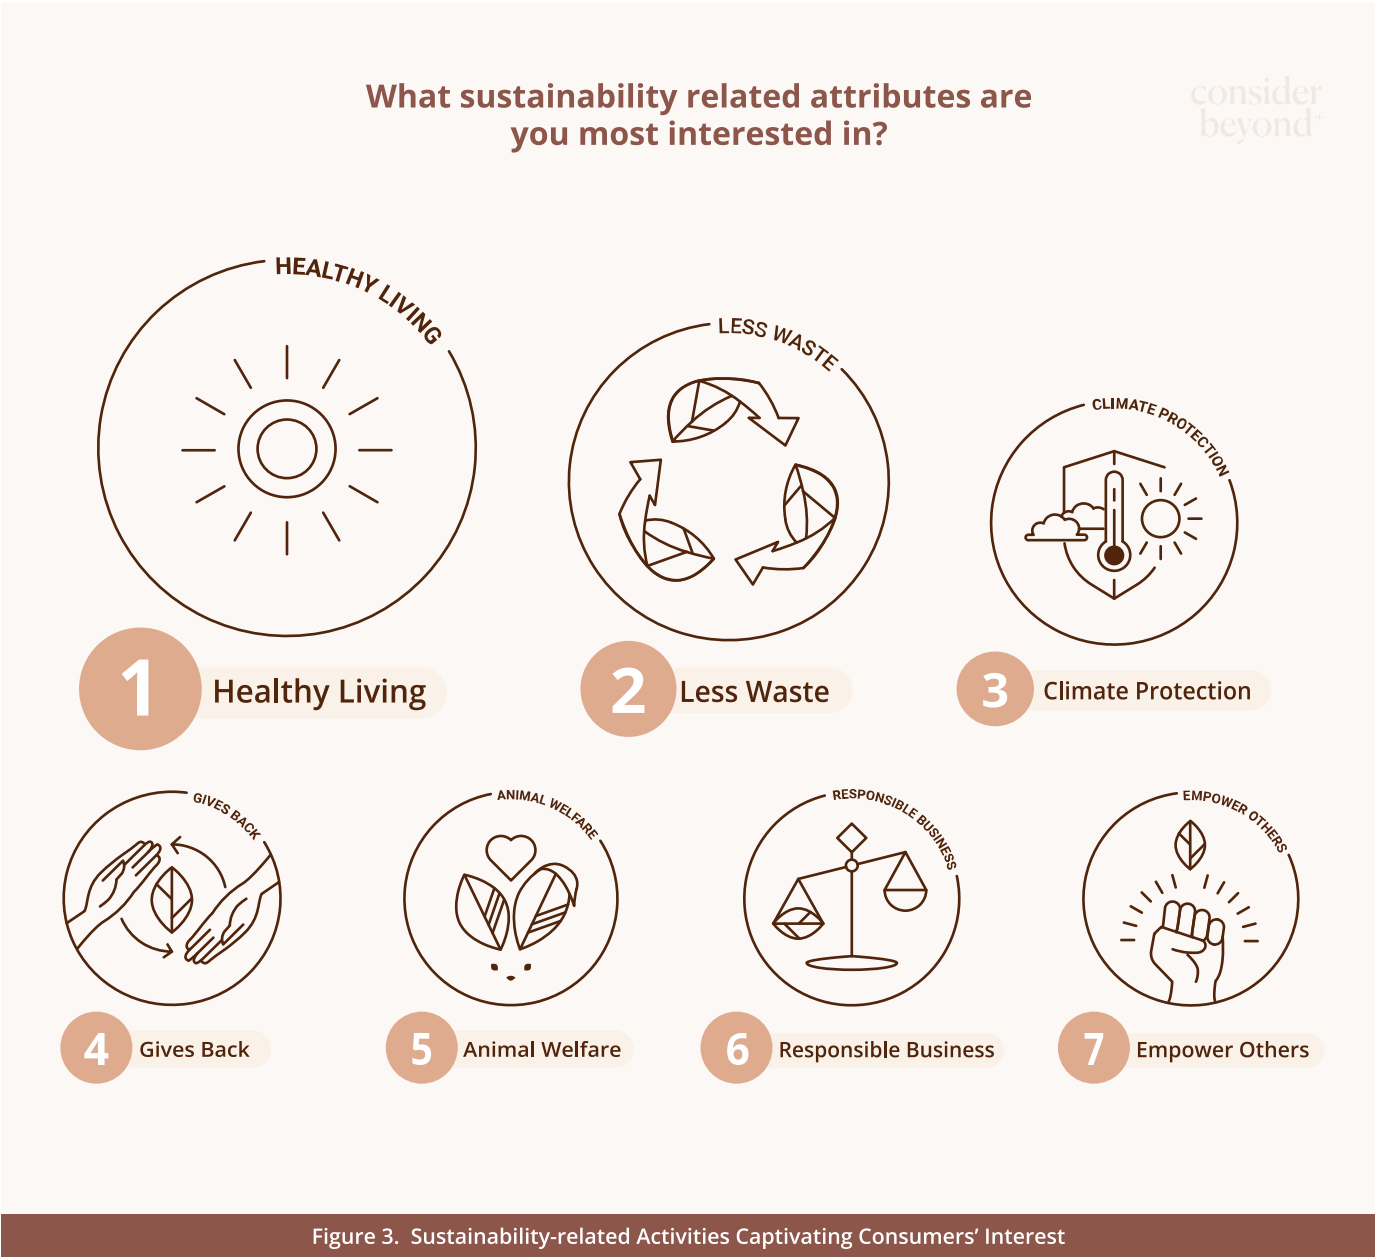 What sustainability related attributes are
you most interested in?
consider
beyond+
HEALTHY LIVING
LESS WASTE
CLIMATE PROTECTION
1 Healthy Living
2 Less Waste
3 Climate Protection
GIVES BACK
ANIMAL WELFARE
RESPONSIBLE BUSINESS
EMPOWER OTHERS
4 Gives Back
5 Animal Welfare
6 Responsible Business
7 Empower Others
Figure 3. Sustainability-related Activities Captivating Consumers’ Interest